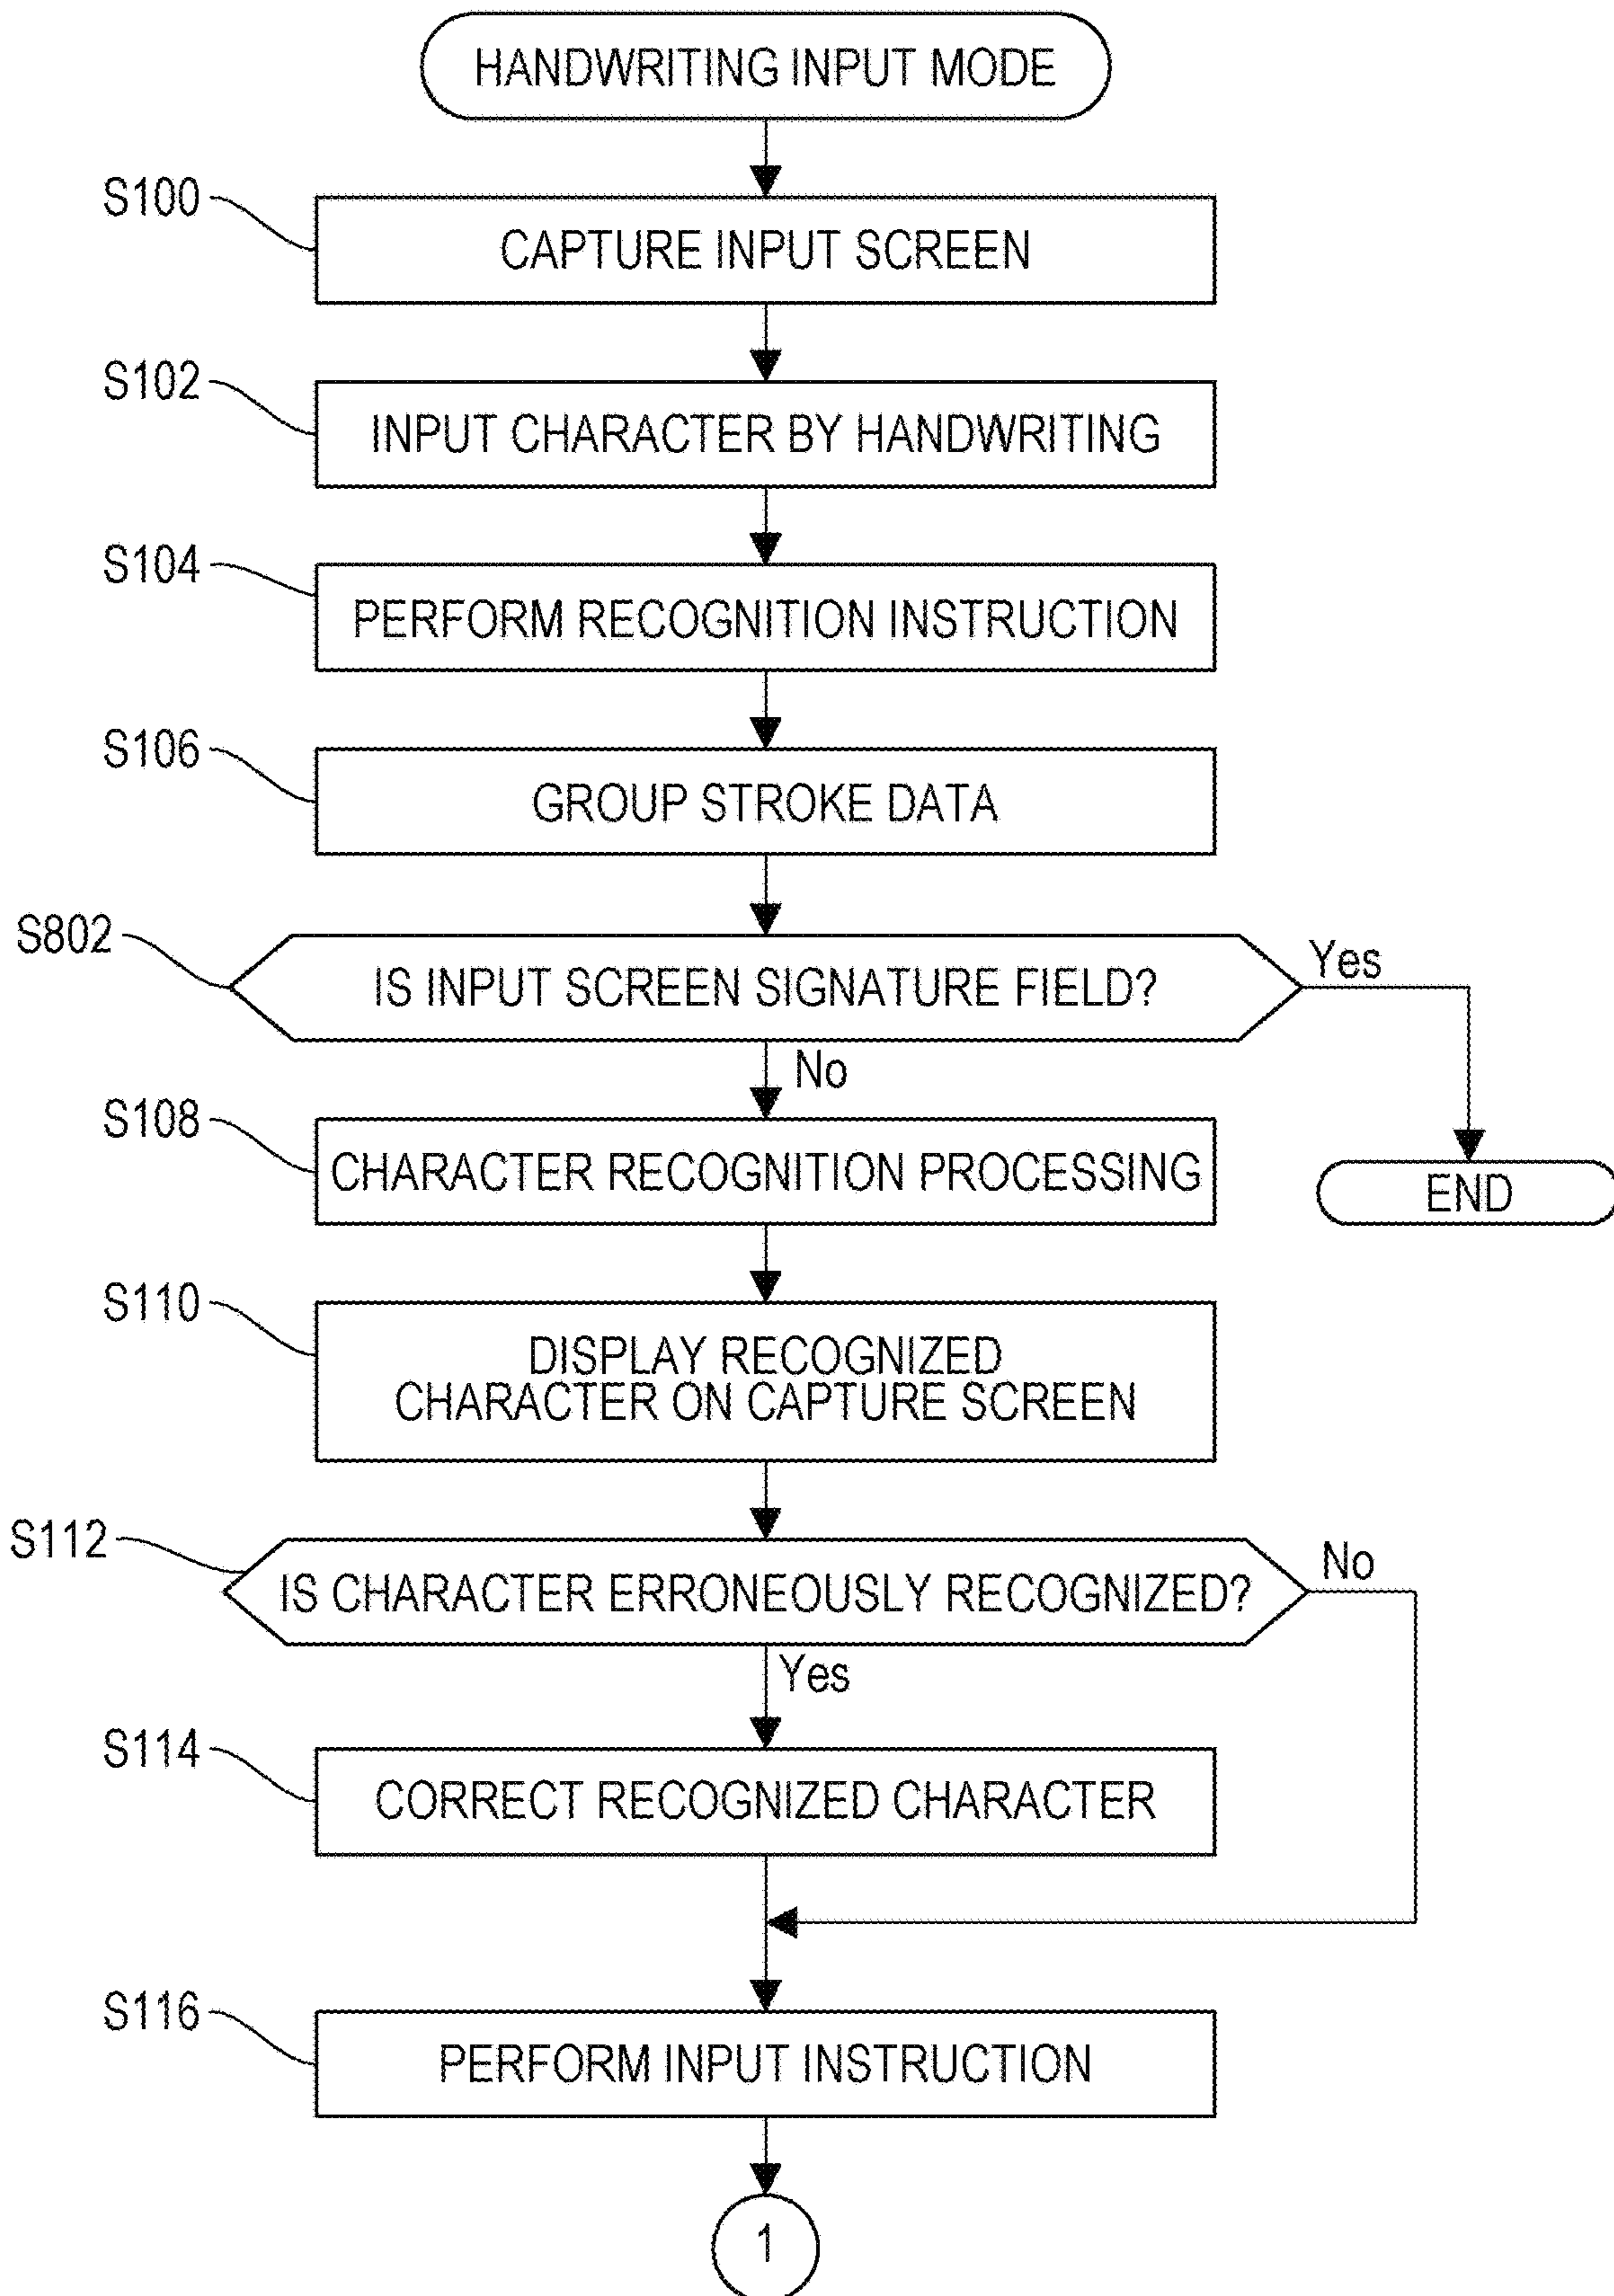 HANDWRITING INPUT MODE
S100
CAPTURE INPUT SCREEN
S102
INPUT CHARACTER BY HANDWRITING
S104
PERFORM RECOGNITION INSTRUCTION
S106
GROUP STROKE DATA
S802
IS INPUT SCREEN SIGNATURE FIELD?
Yes
No
S108
CHARACTER RECOGNITION PROCESSING
END
S110
DISPLAY RECOGNIZED
CHARACTER ON CAPTURE SCREEN
S112
IS CHARACTER ERRONEOUSLY RECOGNIZED?
No
Yes
S114
CORRECT RECOGNIZED CHARACTER
S116
PERFORM INPUT INSTRUCTION
1